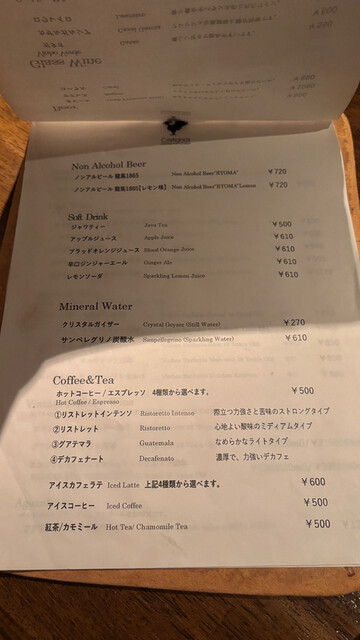 Glass Wine
Beer
Non Alcohol Beer
ノンアルビール 龍馬1865 Non Alcohol Beer"RYOMA" ¥720
ノンアルビール 龍馬1865【レモン味】 Non Alcohol Beer"RYOMA"Lemon ¥720
Soft Drink
ジャワティー Java Tea ¥500
アップルジュース Apple Juice ¥610
ブラッドオレンジジュース Blood Orange Juice ¥610
辛口ジンジャーエール Ginger Ale ¥610
レモンソーダ Sparkling Lemon Juice ¥610
Mineral Water
クリスタルガイザー Crystal Geyser (Still Water) ¥270
サンペレグリノ炭酸水 Sanpellegrino (Sparkling Water) ¥610
Coffee&Tea
ホットコーヒー / エスプレッソ 4種類から選べます。 ¥500
Hot Coffee / Espresso
①リストレットインテンソ Ristoretto Intenso 際立つ力強さと苦味のストロングタイプ
②リストレット Ristoretto 心地よい酸味のミディアムタイプ
③グアテマラ Guatemala なめらかなライトタイプ
④デカフェナート Decafenato 濃厚で、力強いデカフェ
アイスカフェラテ Iced Latte 上記4種類から選べます。 ¥600
アイスコーヒー Iced Coffee ¥500
紅茶/カモミール Hot Tea/ Chamomile Tea ¥500